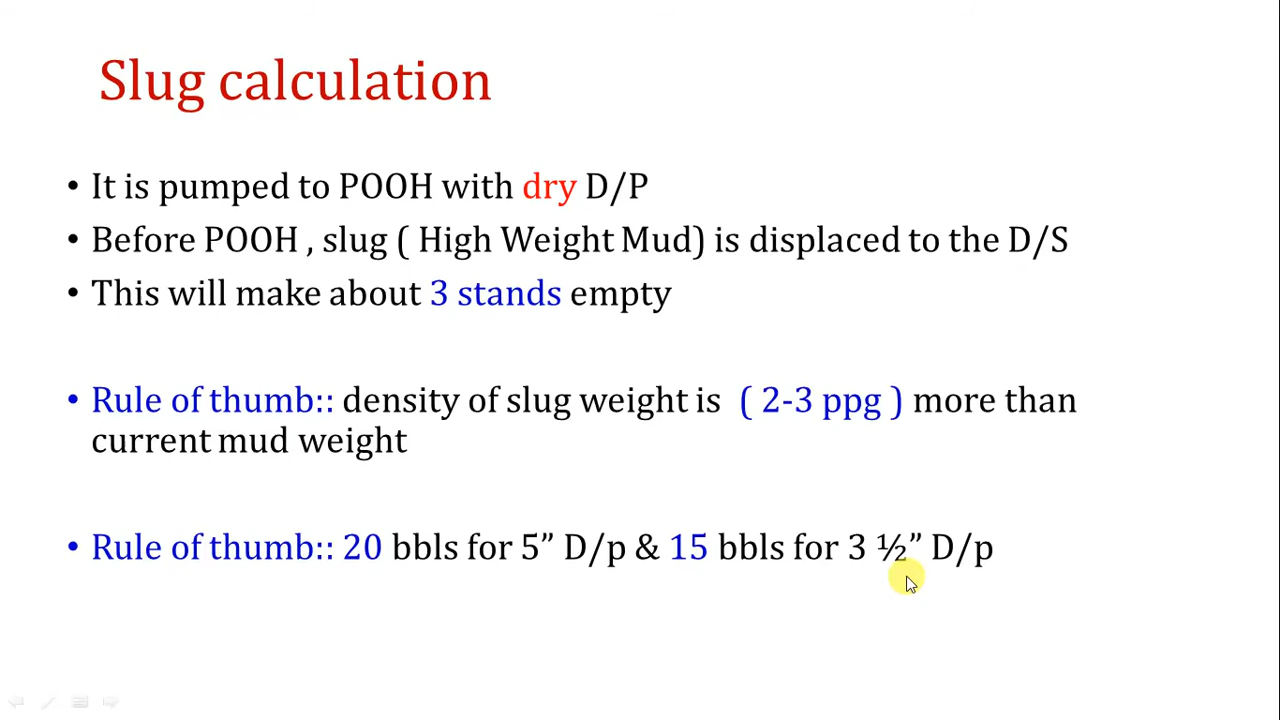 Slug calculation
• It is pumped to POOH with dry D/P
• Before POOH , slug ( High Weight Mud) is displaced to the D/S
• This will make about 3 stands empty
• Rule of thumb:: density of slug weight is ( 2-3 ppg ) more than
current mud weight
• Rule of thumb:: 20 bbls for 5” D/p & 15 bbls for 3 ½” D/p